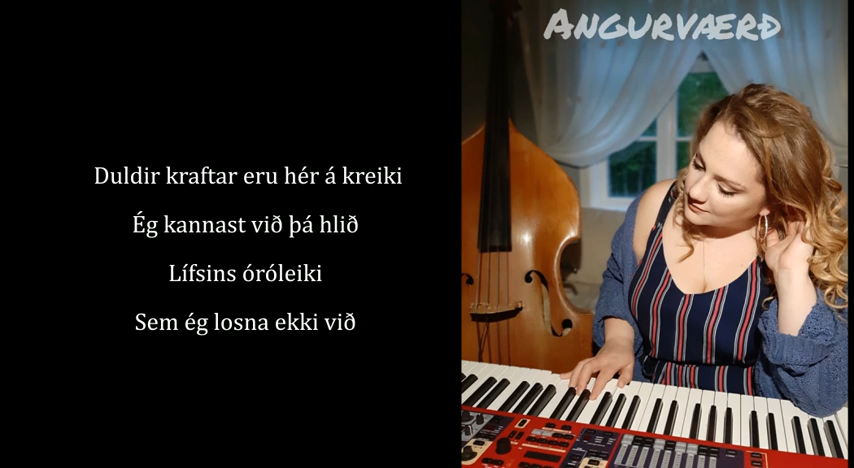 Angurværð
Duldir kraftar eru hér á kreiki
Ég kannast við þá hlið
Lífsins óróleiki
Sem ég losna ekki við